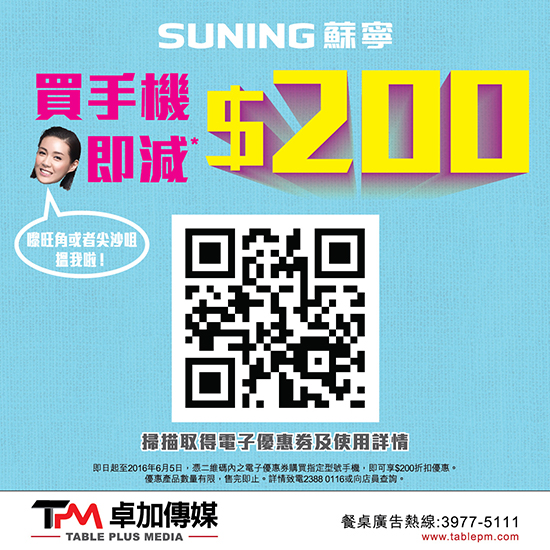 SUNING 蘇寧
買手機
即減* $200
嚟旺角或者尖沙咀
搵我啦！
掃描取得電子優惠券及使用詳情
即日起至2016年6月5日，憑二維碼內之電子優惠券購買指定型號手機，即可享$200折扣優惠。
優惠產品數量有限，售完即止。詳情致電2388 0116或向店員查詢。
TPM 卓加傳媒
TABLE PLUS MEDIA
餐桌廣告熱線:3977-5111
www.tablepm.com